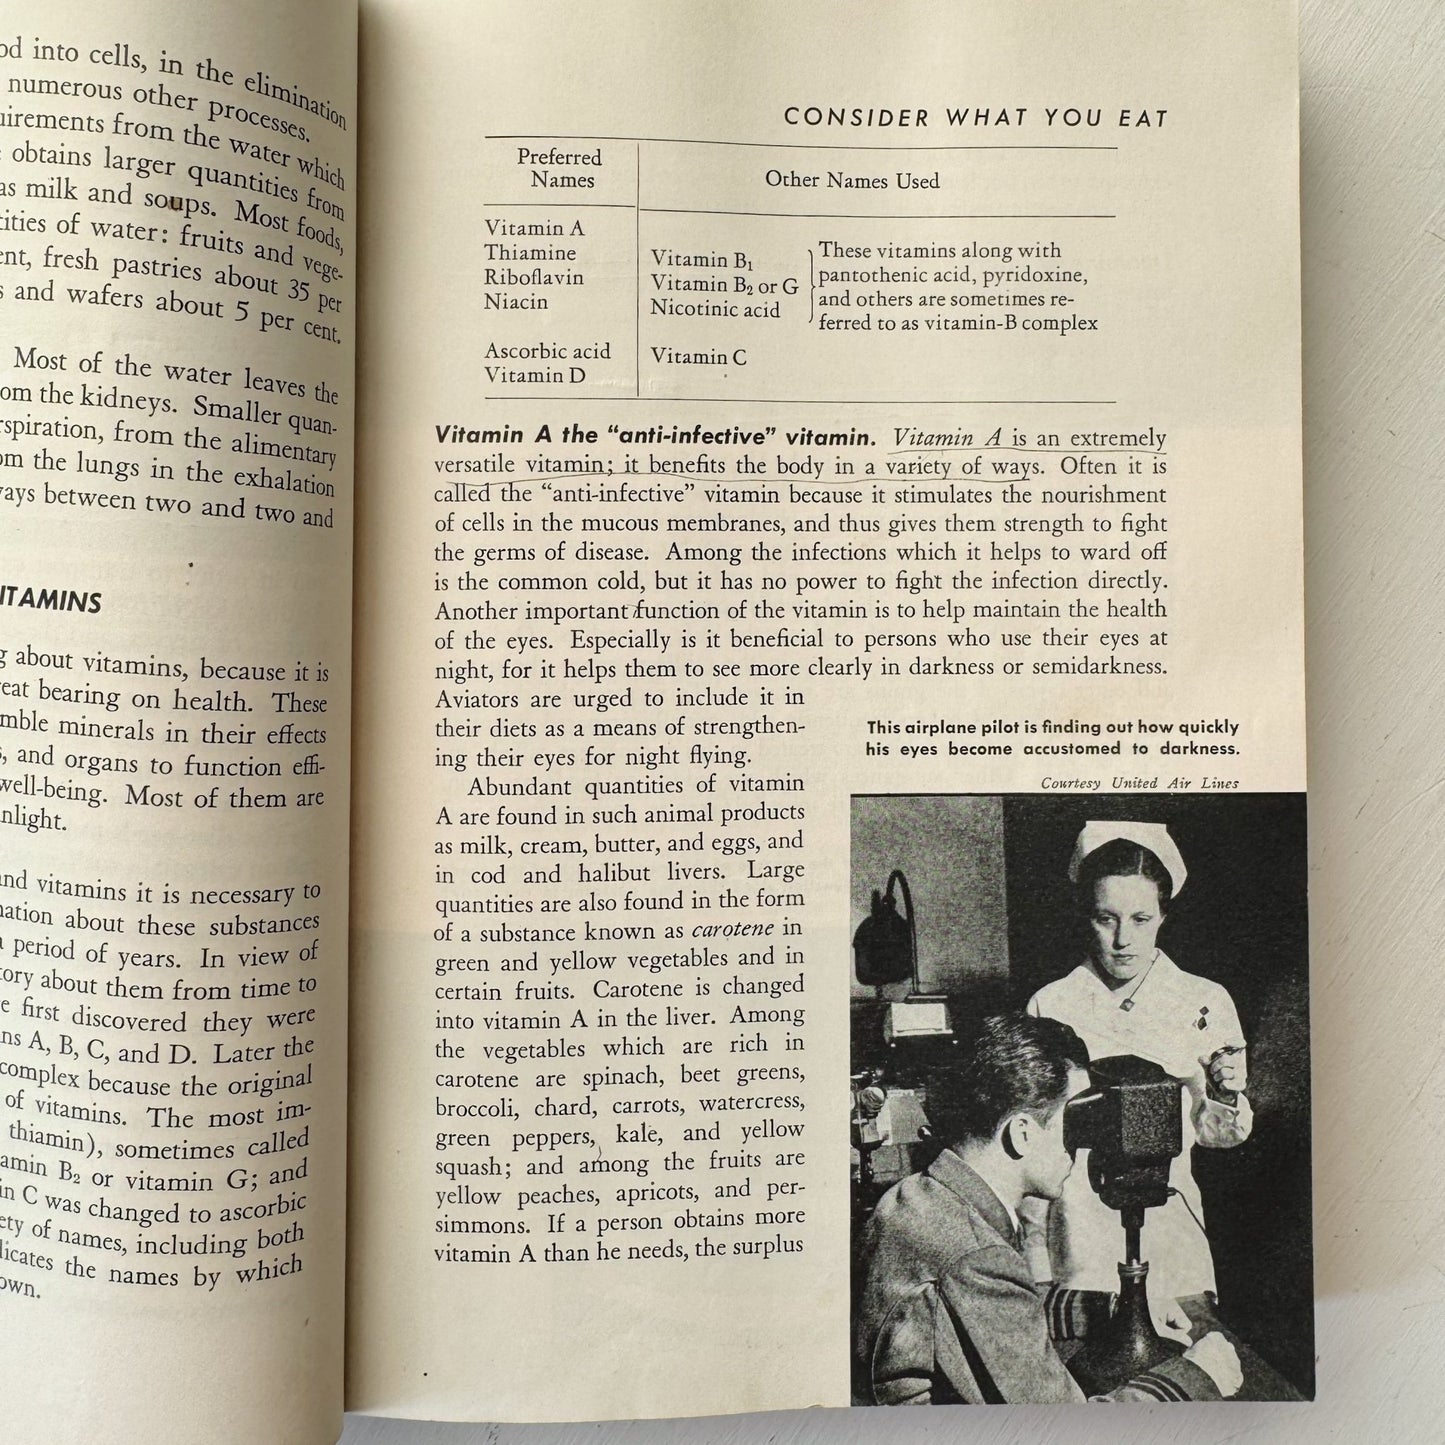 into cells, in the elimination
numerous other processes.
from the water which
obtains larger quantities from
as milk and soups. Most foods,
of water: fruits and vege-
fresh pastries about 35 per
and wafers about 5 per cent.
Most of the water leaves the
the kidneys. Smaller quan-
from the alimentary
the lungs in the exhalation
between two and two and
about vitamins, because it is
bearing on health. These
minerals in their effects
and organs to function effi-
well-being. Most of them are
and vitamins it is necessary to
about these substances
period of years. In view of
about them from time to
first discovered they were
A, B, C, and D. Later the
complex because the original
of vitamins. The most im-
thiamin), sometimes called
B₂ or vitamin G; and
C was changed to ascorbic
of names, including both
the names by which
CONSIDER WHAT YOU EAT
Preferred
Names
Other Names Used
Vitamin A
Thiamine Vitamin B₁
Riboflavin Vitamin B₂ or G
Niacin Nicotinic acid
These vitamins along with
pantothenic acid, pyridoxine,
and others are sometimes re-
ferred to as vitamin-B complex
Ascorbic acid Vitamin C
Vitamin D
Vitamin A the “anti-infective” vitamin. Vitamin A is an extremely
versatile vitamin; it benefits the body in a variety of ways. Often it is
called the “anti-infective” vitamin because it stimulates the nourishment
of cells in the mucous membranes, and thus gives them strength to fight
the germs of disease. Among the infections which it helps to ward off
is the common cold, but it has no power to fight the infection directly.
Another important function of the vitamin is to help maintain the health
of the eyes. Especially is it beneficial to persons who use their eyes at
night, for it helps them to see more clearly in darkness or semidarkness.
Aviators are urged to include it in
their diets as a means of strengthen-
ing their eyes for night flying.
Abundant quantities of vitamin
A are found in such animal products
as milk, cream, butter, and eggs, and
in cod and halibut livers. Large
quantities are also found in the form
of a substance known as carotene in
green and yellow vegetables and in
certain fruits. Carotene is changed
into vitamin A in the liver. Among
the vegetables which are rich in
carotene are spinach, beet greens,
broccoli, chard, carrots, watercress,
green peppers, kale, and yellow
squash; and among the fruits are
yellow peaches, apricots, and per-
simmons. If a person obtains more
vitamin A than he needs, the surplus
This airplane pilot is finding out how quickly
his eyes become accustomed to darkness.
Courtesy United Air Lines